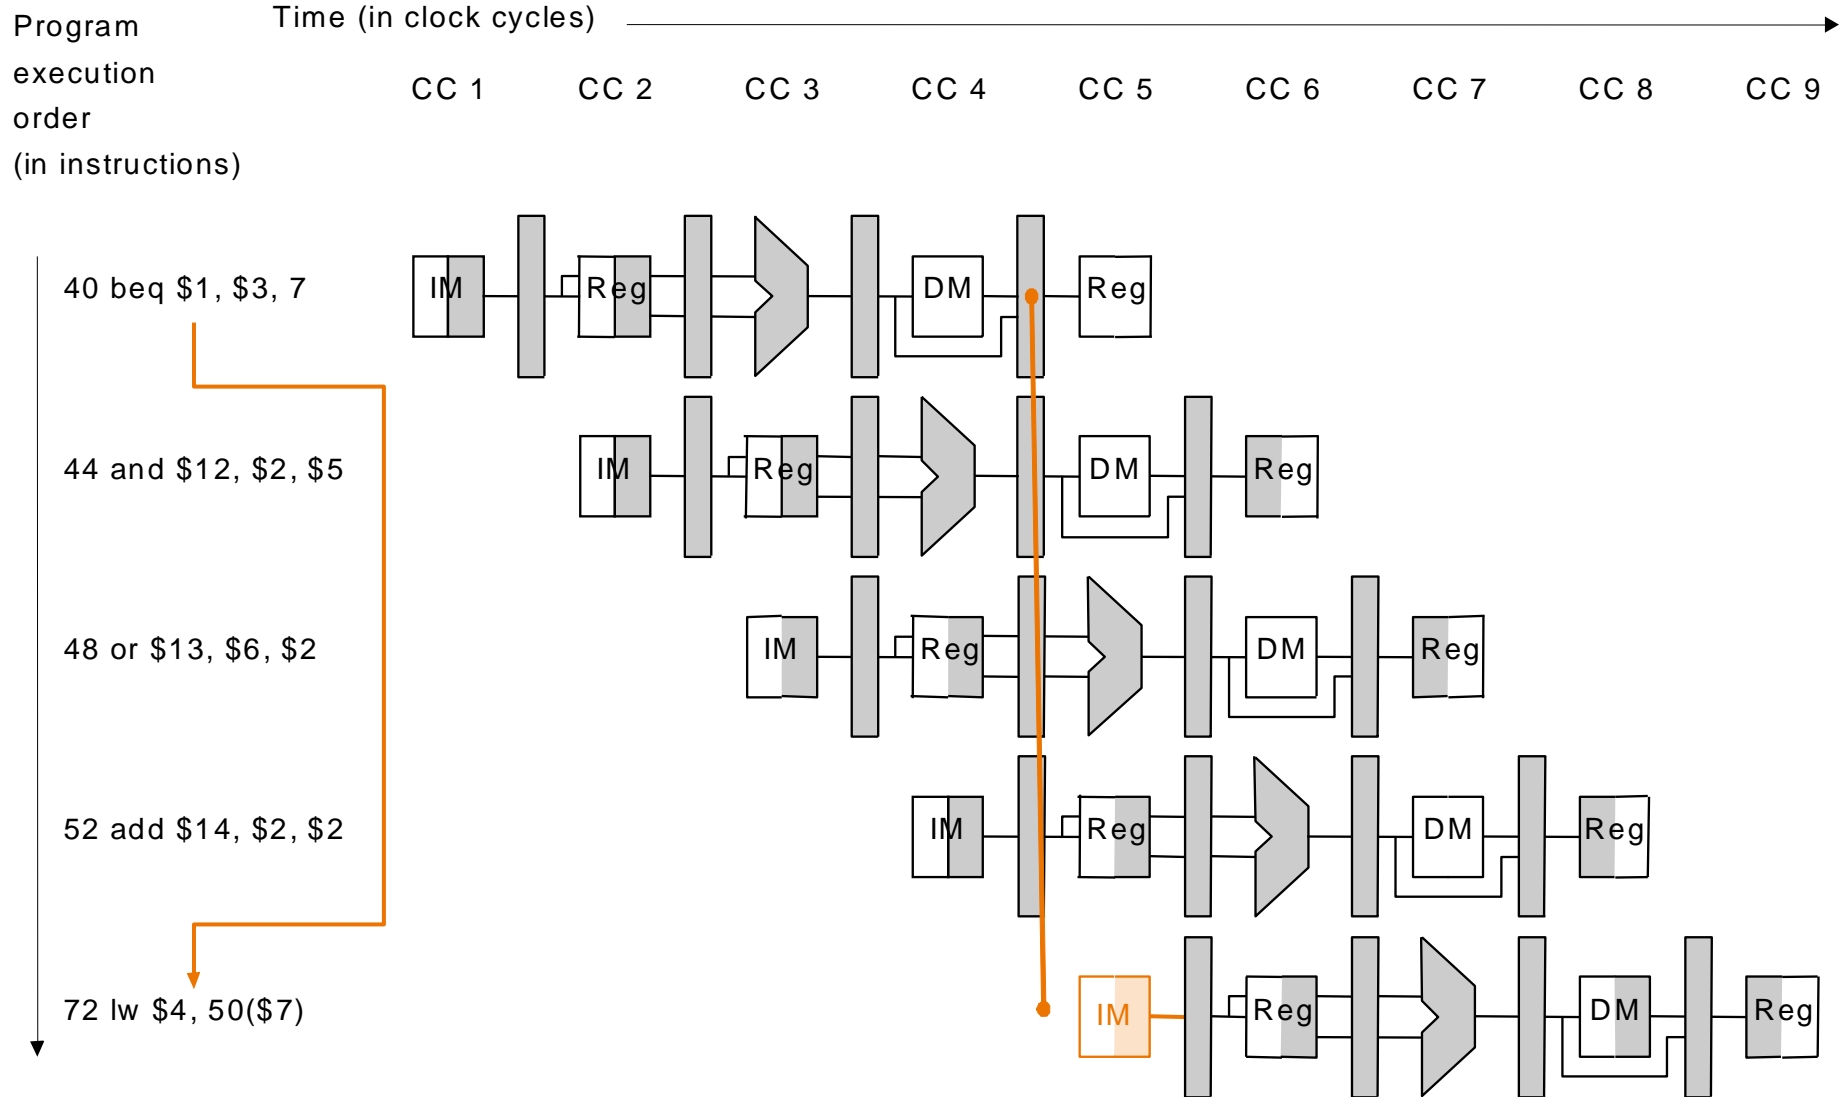 Program
execution
order
(in instructions)
Time (in clock cycles)
CC 1 CC 2 CC 3 CC 4 CC 5 CC 6 CC 7 CC 8 CC 9
40 beq $1, $3, 7 IM Reg DM Reg
44 and $12, $2, $5 IM Reg DM Reg
48 or $13, $6, $2 IM Reg DM Reg
52 add $14, $2, $2 IM Reg DM Reg
72 lw $4, 50($7) IM Reg DM Reg